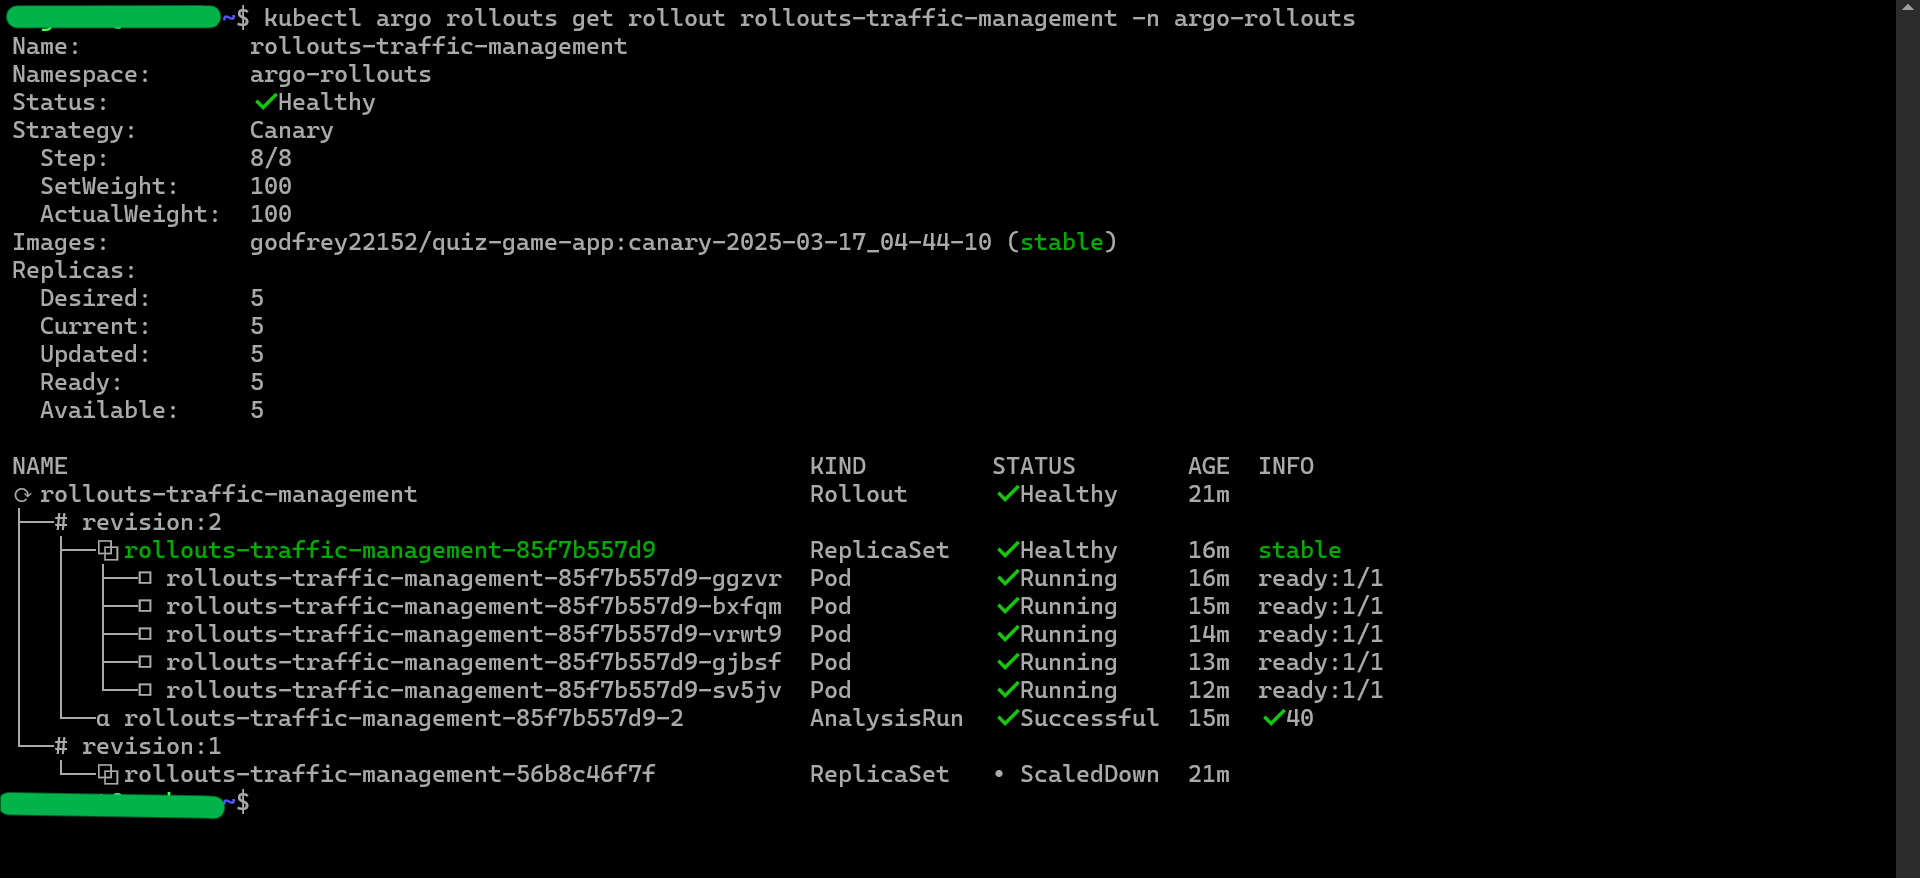 ~$ kubectl argo rollouts get rollout rollouts-traffic-management -n argo-rollouts
Name:            rollouts-traffic-management
Namespace:       argo-rollouts
Status:          ✔ Healthy
Strategy:        Canary
  Step:          8/8
  SetWeight:     100
  ActualWeight:  100
Images:          godfrey22152/quiz-game-app:canary-2025-03-17_04-44-10 (stable)
Replicas:
  Desired:       5
  Current:       5
  Updated:       5
  Ready:         5
  Available:     5
NAME                                                     KIND         STATUS        AGE  INFO
⟳ rollouts-traffic-management                            Rollout      ✔ Healthy     21m
├──# revision:2
│  ├──⧉ rollouts-traffic-management-85f7b557d9           ReplicaSet   ✔ Healthy     16m  stable
│  │  ├──□ rollouts-traffic-management-85f7b557d9-ggzvr  Pod          ✔ Running     16m  ready:1/1
│  │  ├──□ rollouts-traffic-management-85f7b557d9-bxfqm  Pod          ✔ Running     15m  ready:1/1
│  │  ├──□ rollouts-traffic-management-85f7b557d9-vrwt9  Pod          ✔ Running     14m  ready:1/1
│  │  ├──□ rollouts-traffic-management-85f7b557d9-gjbsf  Pod          ✔ Running     13m  ready:1/1
│  │  └──□ rollouts-traffic-management-85f7b557d9-sv5jv  Pod          ✔ Running     12m  ready:1/1
│  └──α rollouts-traffic-management-85f7b557d9-2         AnalysisRun  ✔ Successful  15m  ✔ 40
└──# revision:1
   └──⧉ rollouts-traffic-management-56b8c46f7f           ReplicaSet   • ScaledDown  21m
~$